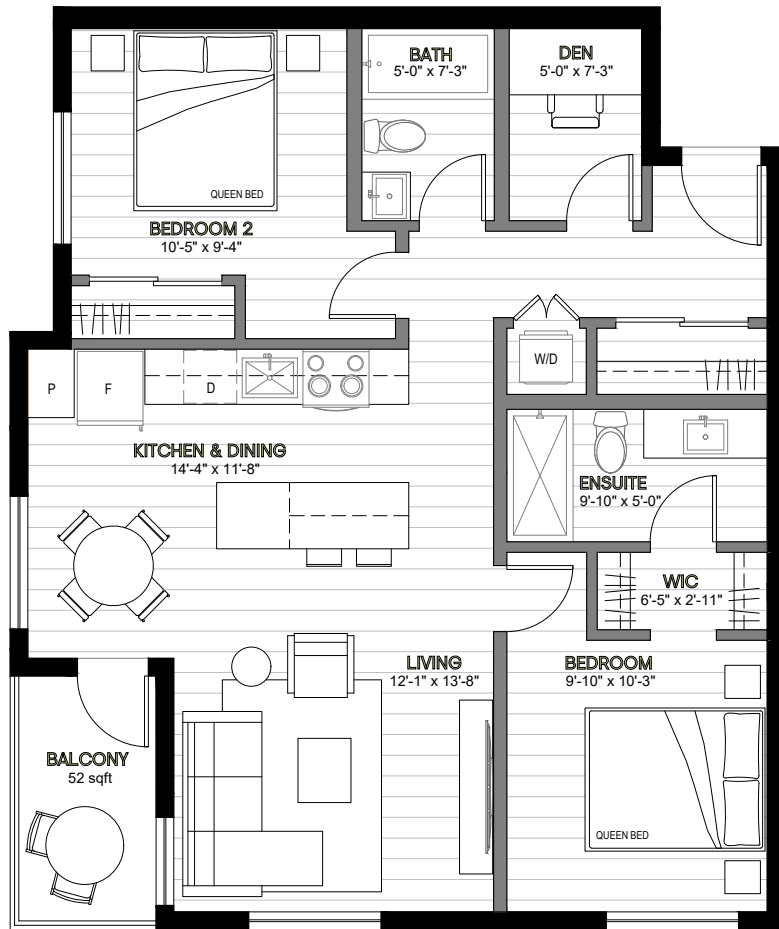 BATH
5'-0" x 7'-3"
DEN
5'-0" x 7'-3"
QUEEN BED
BEDROOM 2
10'-5" x 9'-4"
W/D
P
F
D
KITCHEN & DINING
14'-4" x 11'-8"
ENSUITE
9'-10" x 5'-0"
WIC
6'-5" x 2'-11"
LIVING
12'-1" x 13'-8"
BEDROOM
9'-10" x 10'-3"
BALCONY
52 sqft
QUEEN BED